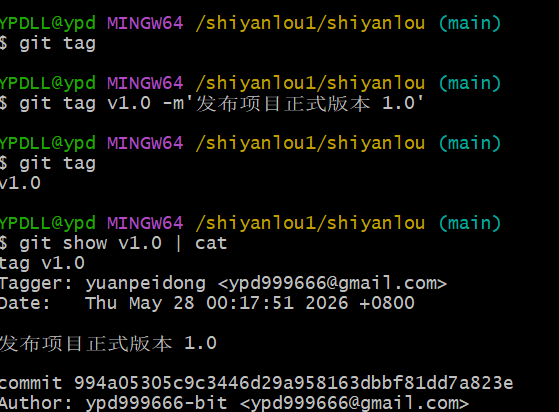 YPDLL@ypd MINGW64 /shiyanlou1/shiyanlou (main)
$ git tag
YPDLL@ypd MINGW64 /shiyanlou1/shiyanlou (main)
$ git tag v1.0 -m'发布项目正式版本 1.0'
YPDLL@ypd MINGW64 /shiyanlou1/shiyanlou (main)
$ git tag
v1.0
YPDLL@ypd MINGW64 /shiyanlou1/shiyanlou (main)
$ git show v1.0 | cat
tag v1.0
Tagger: yuanpeidong <ypd999666@gmail.com>
Date:   Thu May 28 00:17:51 2026 +0800
发布项目正式版本 1.0
commit 994a05305c9c3446d29a958163dbbf81dd7a823e
Author: ypd999666-bit <ypd999666@gmail.com>